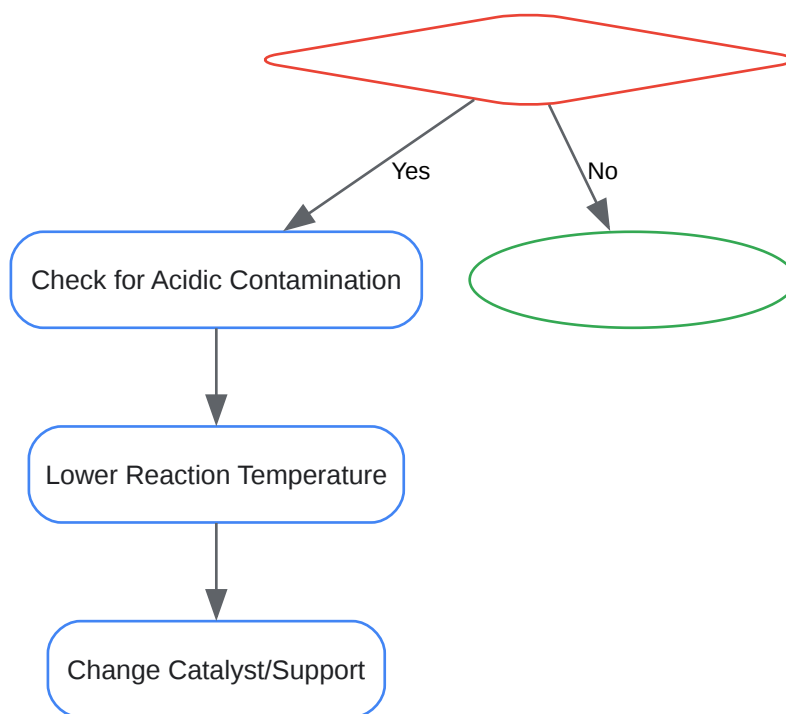 Yes
No
Check for Acidic Contamination
Lower Reaction Temperature
Change Catalyst/Support